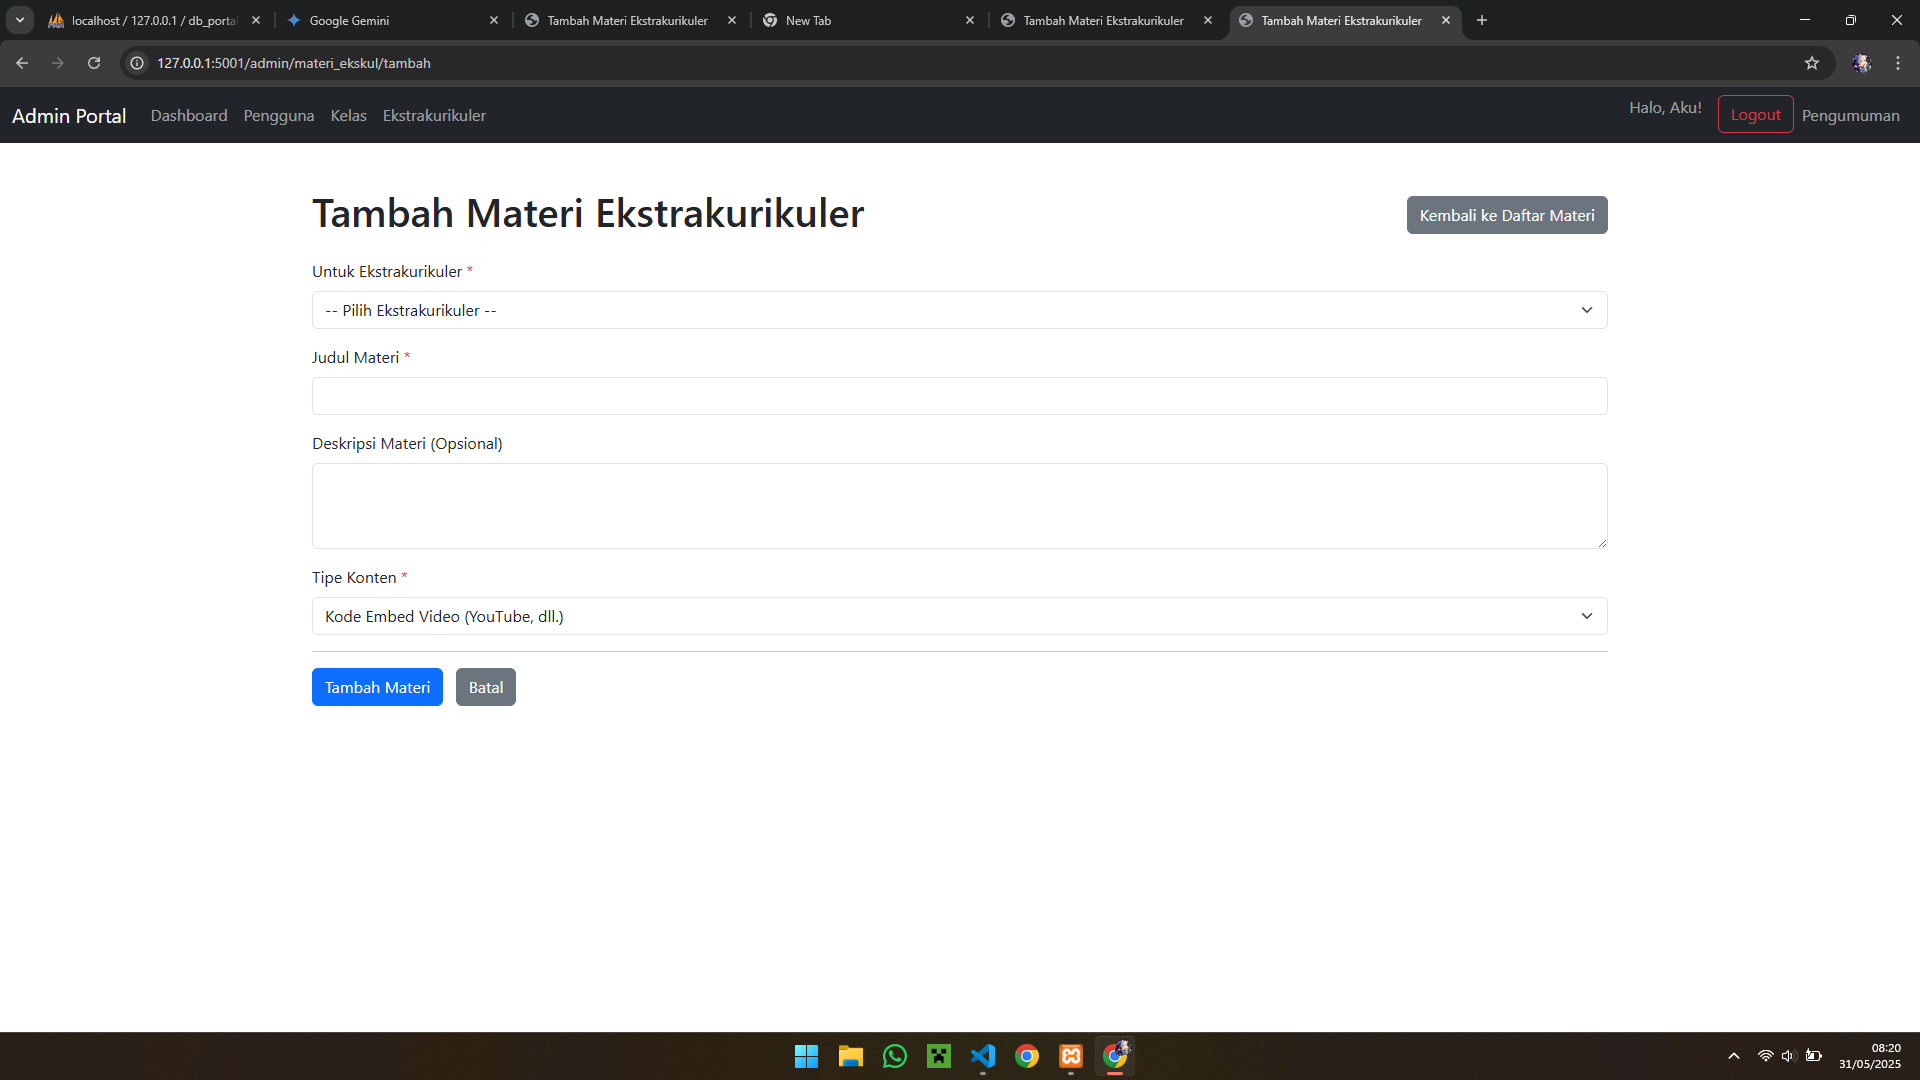 localhost / 127.0.0.1 / db_porta
Google Gemini
Tambah Materi Ekstrakurikuler
New Tab
Tambah Materi Ekstrakurikuler
Tambah Materi Ekstrakurikuler
127.0.0.1:5001/admin/materi_ekskul/tambah
Admin Portal Dashboard Pengguna Kelas Ekstrakurikuler Halo, Aku! Logout Pengumuman
Tambah Materi Ekstrakurikuler
Kembali ke Daftar Materi
Untuk Ekstrakurikuler *
-- Pilih Ekstrakurikuler --
Judul Materi *
Deskripsi Materi (Opsional)
Tipe Konten *
Kode Embed Video (YouTube, dll.)
Tambah Materi Batal
08:20
31/05/2025